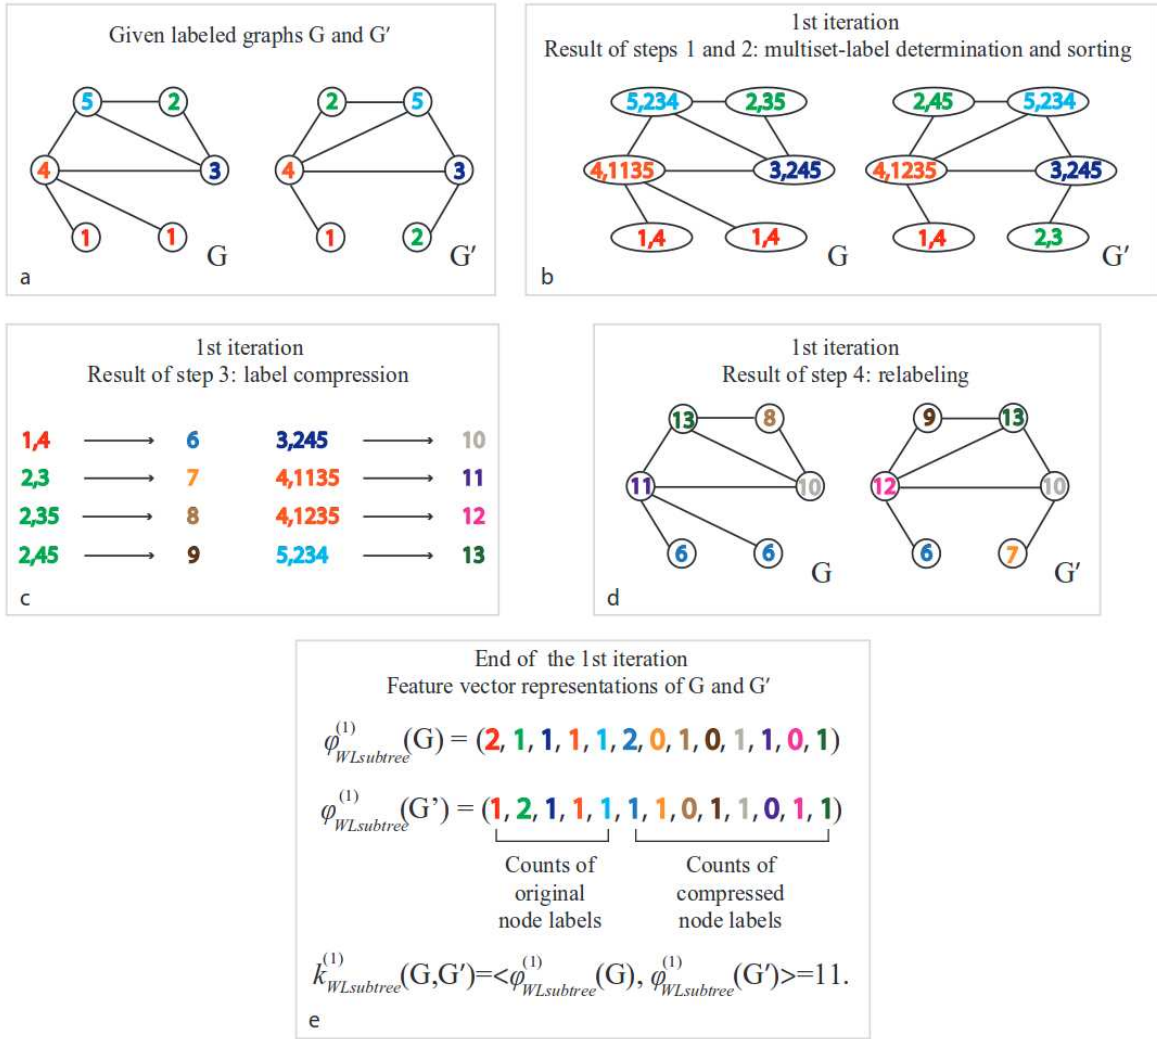 Given labeled graphs G and G′
5 2
4 3
1 1 G
2 5
4 3
1 2 G′
a
1st iteration
Result of steps 1 and 2: multiset-label determination and sorting
5,234 2,35
4,1135 3,245
1,4 1,4 G
2,45 5,234
4,1235 3,245
1,4 2,3 G′
b
1st iteration
Result of step 3: label compression
1,4 → 6
2,3 → 7
2,35 → 8
2,45 → 9
3,245 → 10
4,1135 → 11
4,1235 → 12
5,234 → 13
c
1st iteration
Result of step 4: relabeling
13 8
11 10
6 6 G
9 13
12 10
6 7 G′
d
End of the 1st iteration
Feature vector representations of G and G′
φ(1)WLsubtree(G) = (2, 1, 1, 1, 1, 2, 0, 1, 0, 1, 1, 0, 1)
φ(1)WLsubtree(G’) = (1, 2, 1, 1, 1, 1, 1, 0, 1, 1, 0, 1, 1)
Counts of
original
node labels
Counts of
compressed
node labels
k(1)WLsubtree(G,G′)=<φ(1)WLsubtree(G), φ(1)WLsubtree(G′)>=11.
e